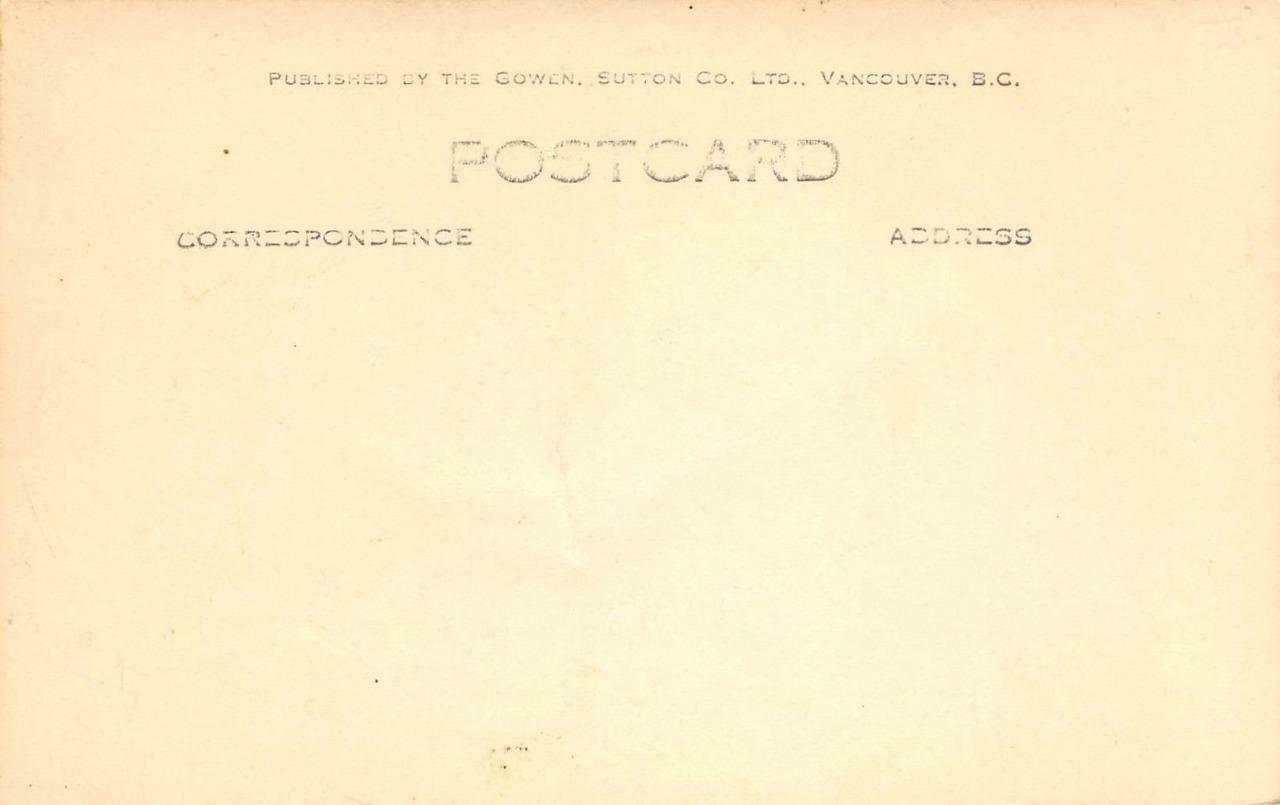 PUBLISHED BY THE GOWEN, SUTTON CO. LTD., VANCOUVER, B.C.
POSTCARD
CORRESPONDENCE
ADDRESS